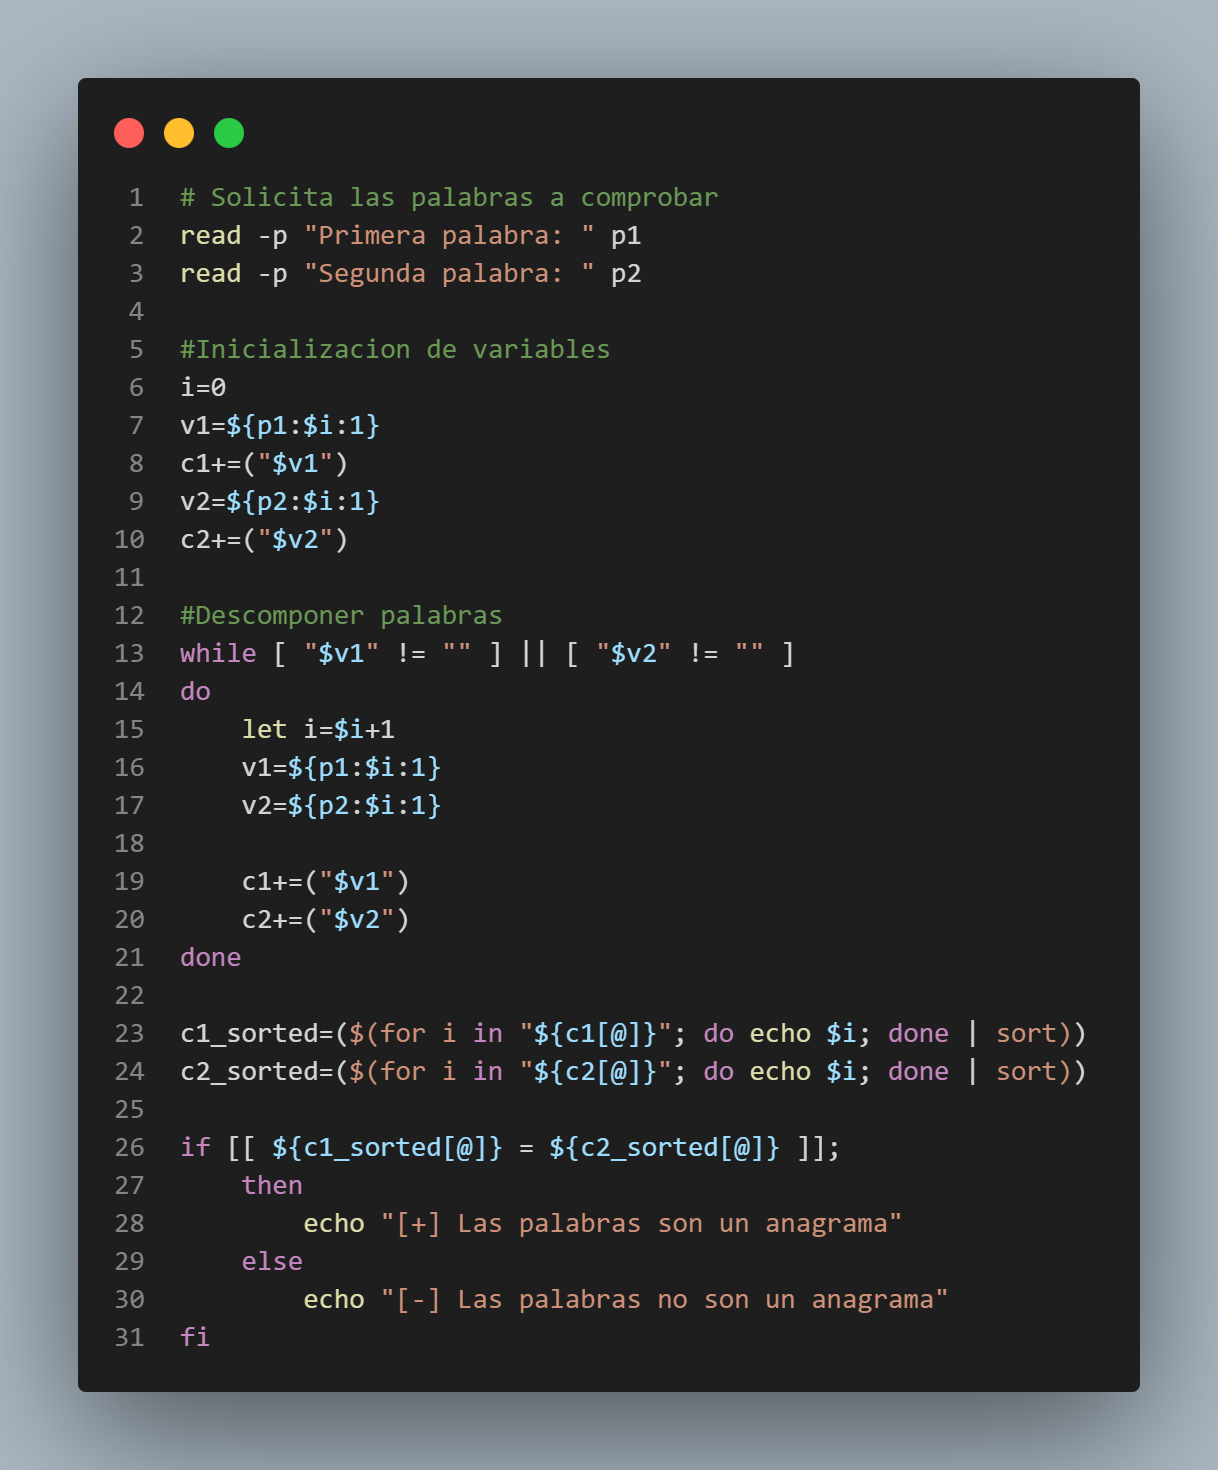 1 # Solicita las palabras a comprobar
2 read -p "Primera palabra: " p1
3 read -p "Segunda palabra: " p2
4
5 #Inicializacion de variables
6 i=0
7 v1=${p1:$i:1}
8 c1+=("$v1")
9 v2=${p2:$i:1}
10 c2+=("$v2")
11
12 #Descomponer palabras
13 while [ "$v1" != "" ] || [ "$v2" != "" ]
14 do
15     let i=$i+1
16     v1=${p1:$i:1}
17     v2=${p2:$i:1}
18
19     c1+=("$v1")
20     c2+=("$v2")
21 done
22
23 c1_sorted=($(for i in "${c1[@]}"; do echo $i; done | sort))
24 c2_sorted=($(for i in "${c2[@]}"; do echo $i; done | sort))
25
26 if [[ ${c1_sorted[@]} = ${c2_sorted[@]} ]];
27     then
28         echo "[+] Las palabras son un anagrama"
29     else
30         echo "[-] Las palabras no son un anagrama"
31 fi